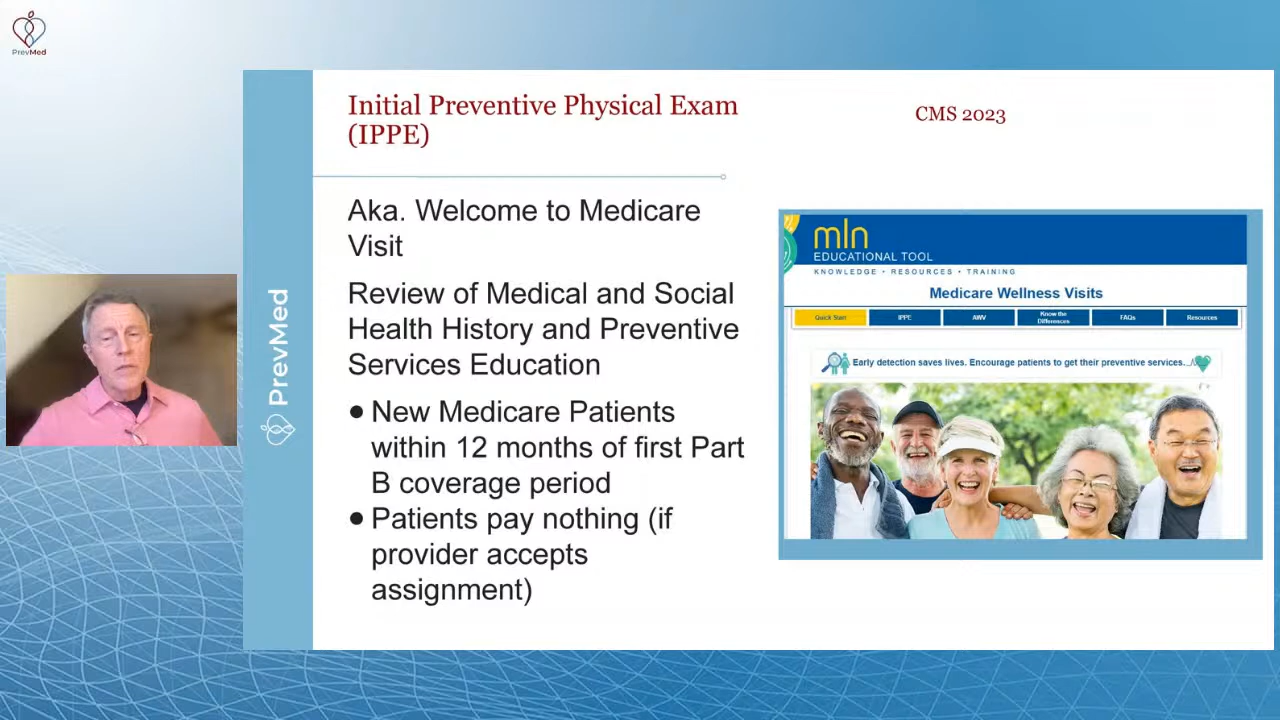 PrevMed
Initial Preventive Physical Exam
(IPPE)
CMS 2023
Aka. Welcome to Medicare
Visit
Review of Medical and Social
Health History and Preventive
Services Education
● New Medicare Patients
within 12 months of first Part
B coverage period
● Patients pay nothing (if
provider accepts
assignment)
PrevMed
mln
EDUCATIONAL TOOL
KNOWLEDGE • RESOURCES • TRAINING
Medicare Wellness Visits
Quick Start
IPPE
AWV
Know the
Differences
FAQs
Resources
Early detection saves lives. Encourage patients to get their preventive services.